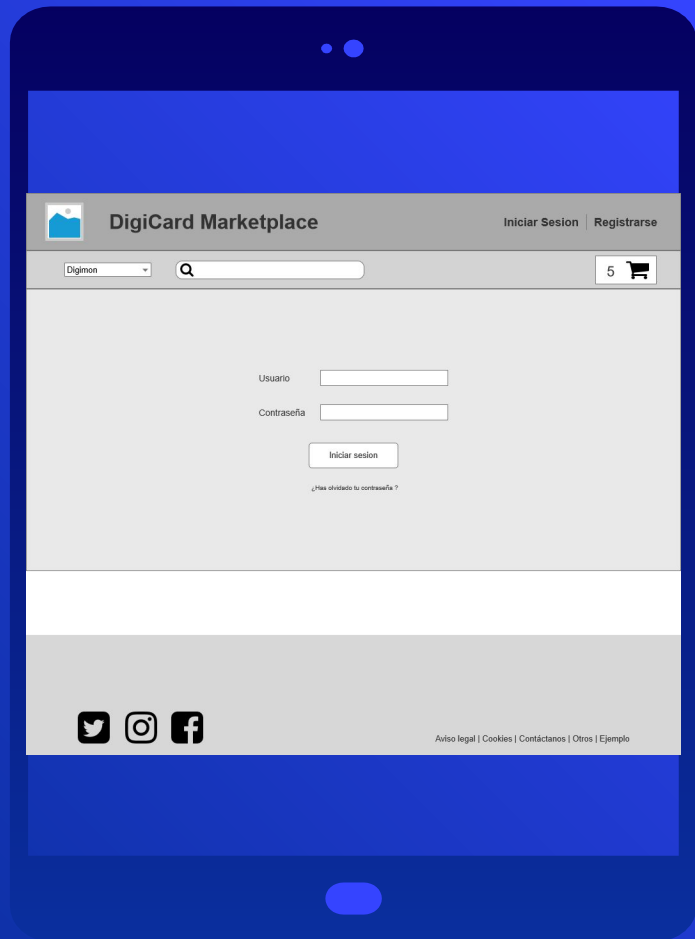 DigiCard Marketplace
Iniciar Sesion | Registrarse
Digimon
5
Usuario
Contraseña
Iniciar sesion
¿Has olvidado tu contraseña ?
Aviso legal | Cookies | Contáctanos | Otros | Ejemplo